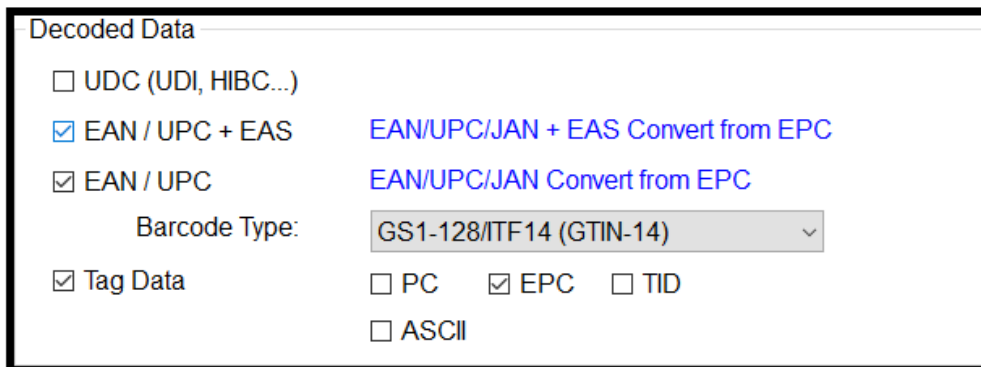 Decoded Data
UDC (UDI, HIBC...)
EAN / UPC + EAS EAN/UPC/JAN + EAS Convert from EPC
EAN / UPC EAN/UPC/JAN Convert from EPC
Barcode Type: GS1-128/ITF14 (GTIN-14)
Tag Data PC EPC TID
ASCII